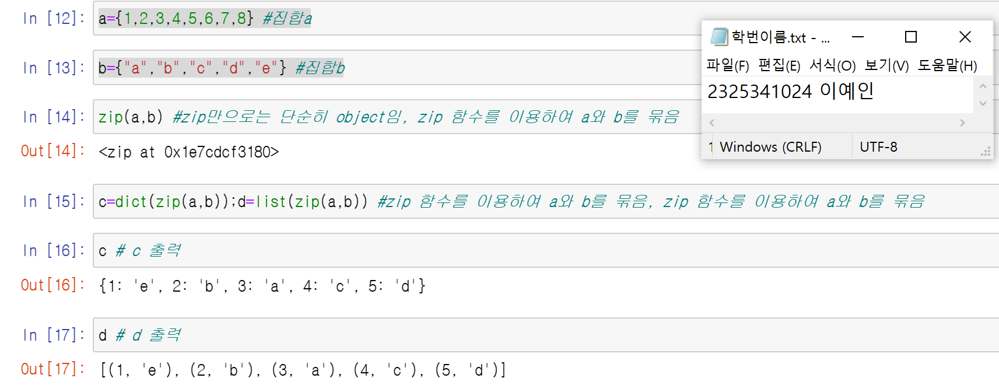 In [12]: a={1,2,3,4,5,6,7,8} #집합a
In [13]: b={"a","b","c","d","e"} #집합b
In [14]: zip(a,b) #zip만으로는 단순히 object임, zip 함수를 이용하여 a와 b를 묶음
Out[14]: <zip at 0x1e7cdcf3180>
In [15]: c=dict(zip(a,b));d=list(zip(a,b)) #zip 함수를 이용하여 a와 b를 묶음, zip 함수를 이용하여 a와 b를 묶음
In [16]: c # c 출력
Out[16]: {1: 'e', 2: 'b', 3: 'a', 4: 'c', 5: 'd'}
In [17]: d # d 출력
Out[17]: [(1, 'e'), (2, 'b'), (3, 'a'), (4, 'c'), (5, 'd')]
학번이름.txt - ...
파일(F) 편집(E) 서식(O) 보기(V) 도움말(H)
2325341024 이예인
1 Windows (CRLF) UTF-8